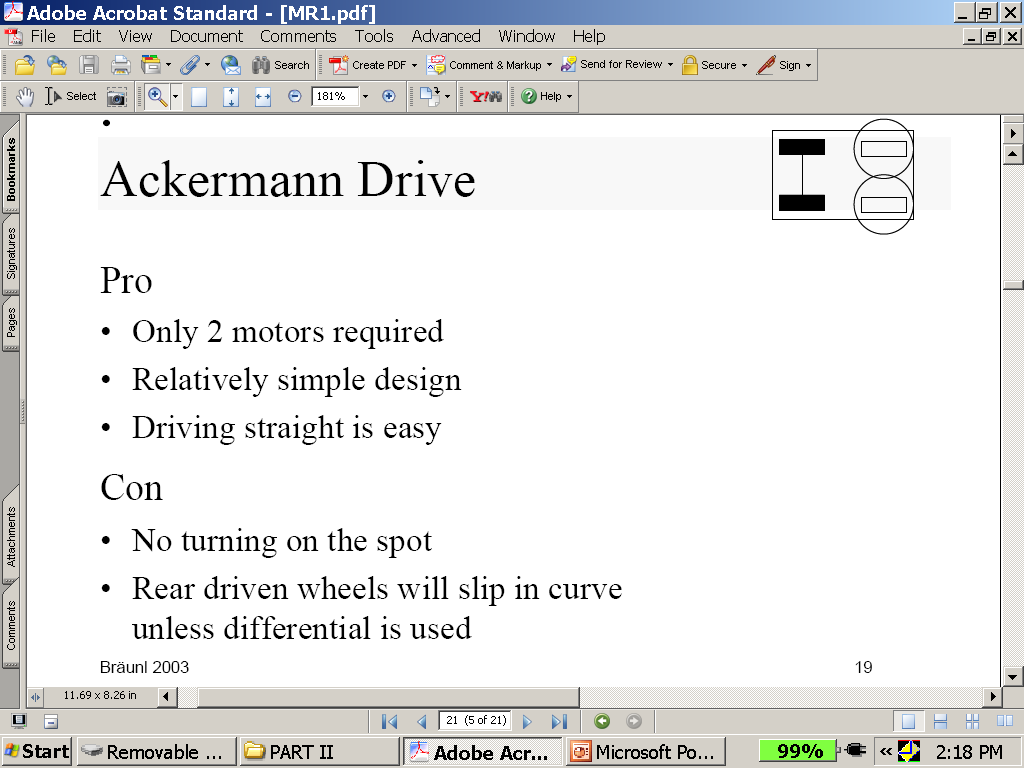 Adobe Acrobat Standard - [MR1.pdf]
File Edit View Document Comments Tools Advanced Window Help
Search Create PDF Comment & Markup Send for Review Secure Sign
Select 181% Y! Help
Bookmarks
Signatures
Pages
Attachments
Comments
•
Ackermann Drive
Pro
• Only 2 motors required
• Relatively simple design
• Driving straight is easy
Con
• No turning on the spot
• Rear driven wheels will slip in curve
unless differential is used
Bräunl 2003 19
11.69 x 8.26 in
21 (5 of 21)
Start Removable ... PART II Adobe Acr... Microsoft Po... 99% « 2:18 PM